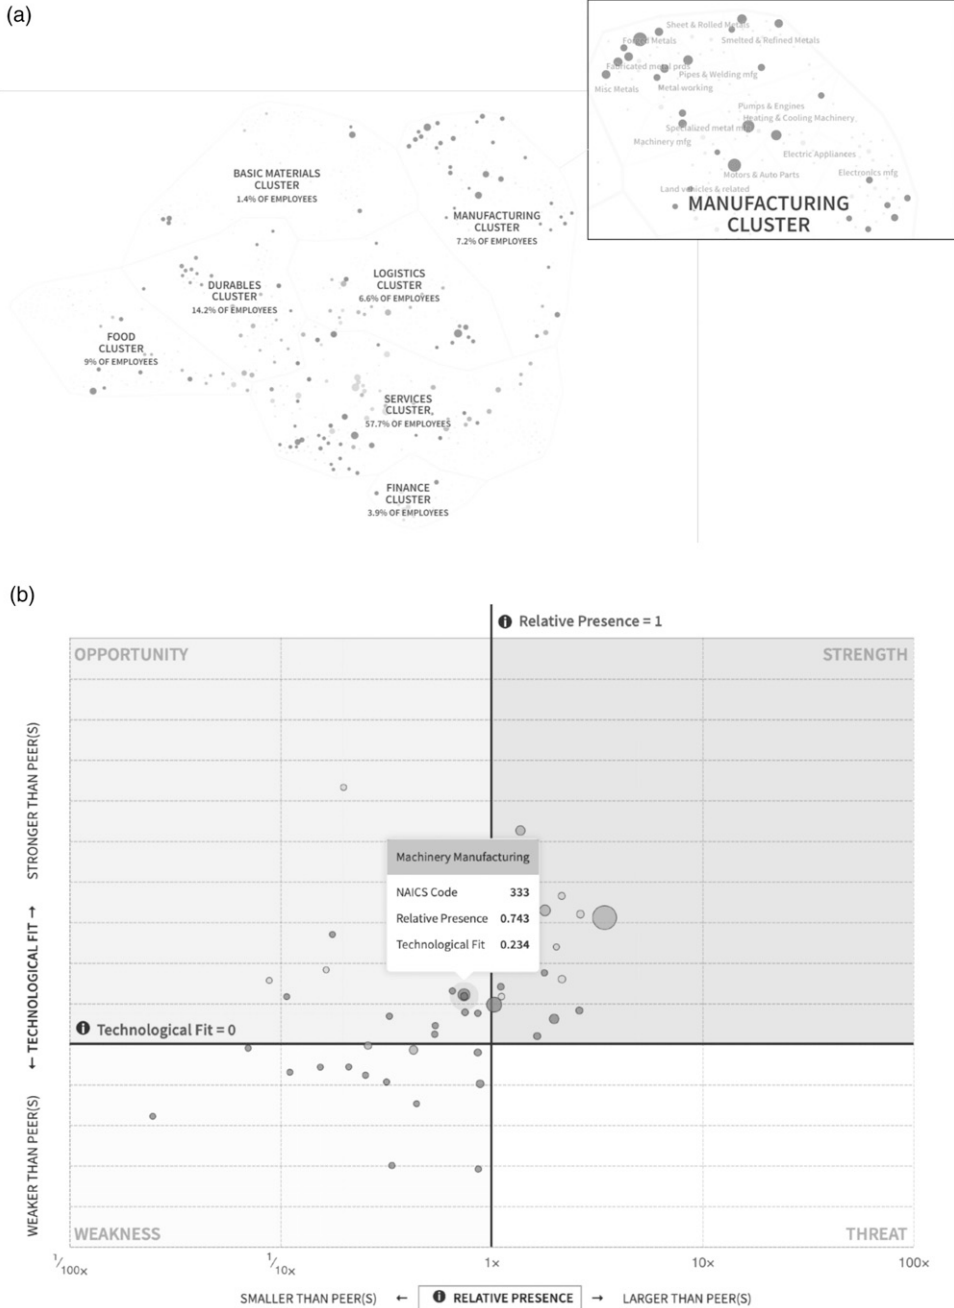 (a)
Sheet & Rolled Metals
Forged Metals
Smelted & Refined Metals
Fabricated metal prds
Pipes & Welding mfg
Misc Metals
Metal working
Pumps & Engines
Heating & Cooling Machinery
Specialized metal m
Machinery mfg
Electric Appliances
Motors & Auto Parts
Electronics mfg
Land vehicles & related
MANUFACTURING
CLUSTER
BASIC MATERIALS
CLUSTER
1.4% OF EMPLOYEES
MANUFACTURING
CLUSTER
7.2% OF EMPLOYEES
LOGISTICS
CLUSTER
6.6% OF EMPLOYEES
DURABLES
CLUSTER
14.2% OF EMPLOYEES
FOOD
CLUSTER
9% OF EMPLOYEES
SERVICES
CLUSTER
57.7% OF EMPLOYEES
FINANCE
CLUSTER
3.9% OF EMPLOYEES
(b)
Relative Presence = 1
OPPORTUNITY
STRENGTH
Machinery Manufacturing
NAICS Code 333
Relative Presence 0.743
Technological Fit 0.234
Technological Fit = 0
WEAKNESS
THREAT
WEAKER THAN PEER(S) ← TECHNOLOGICAL FIT → STRONGER THAN PEER(S)
1/100x 1/10x 1x 10x 100x
SMALLER THAN PEER(S) ← RELATIVE PRESENCE → LARGER THAN PEER(S)